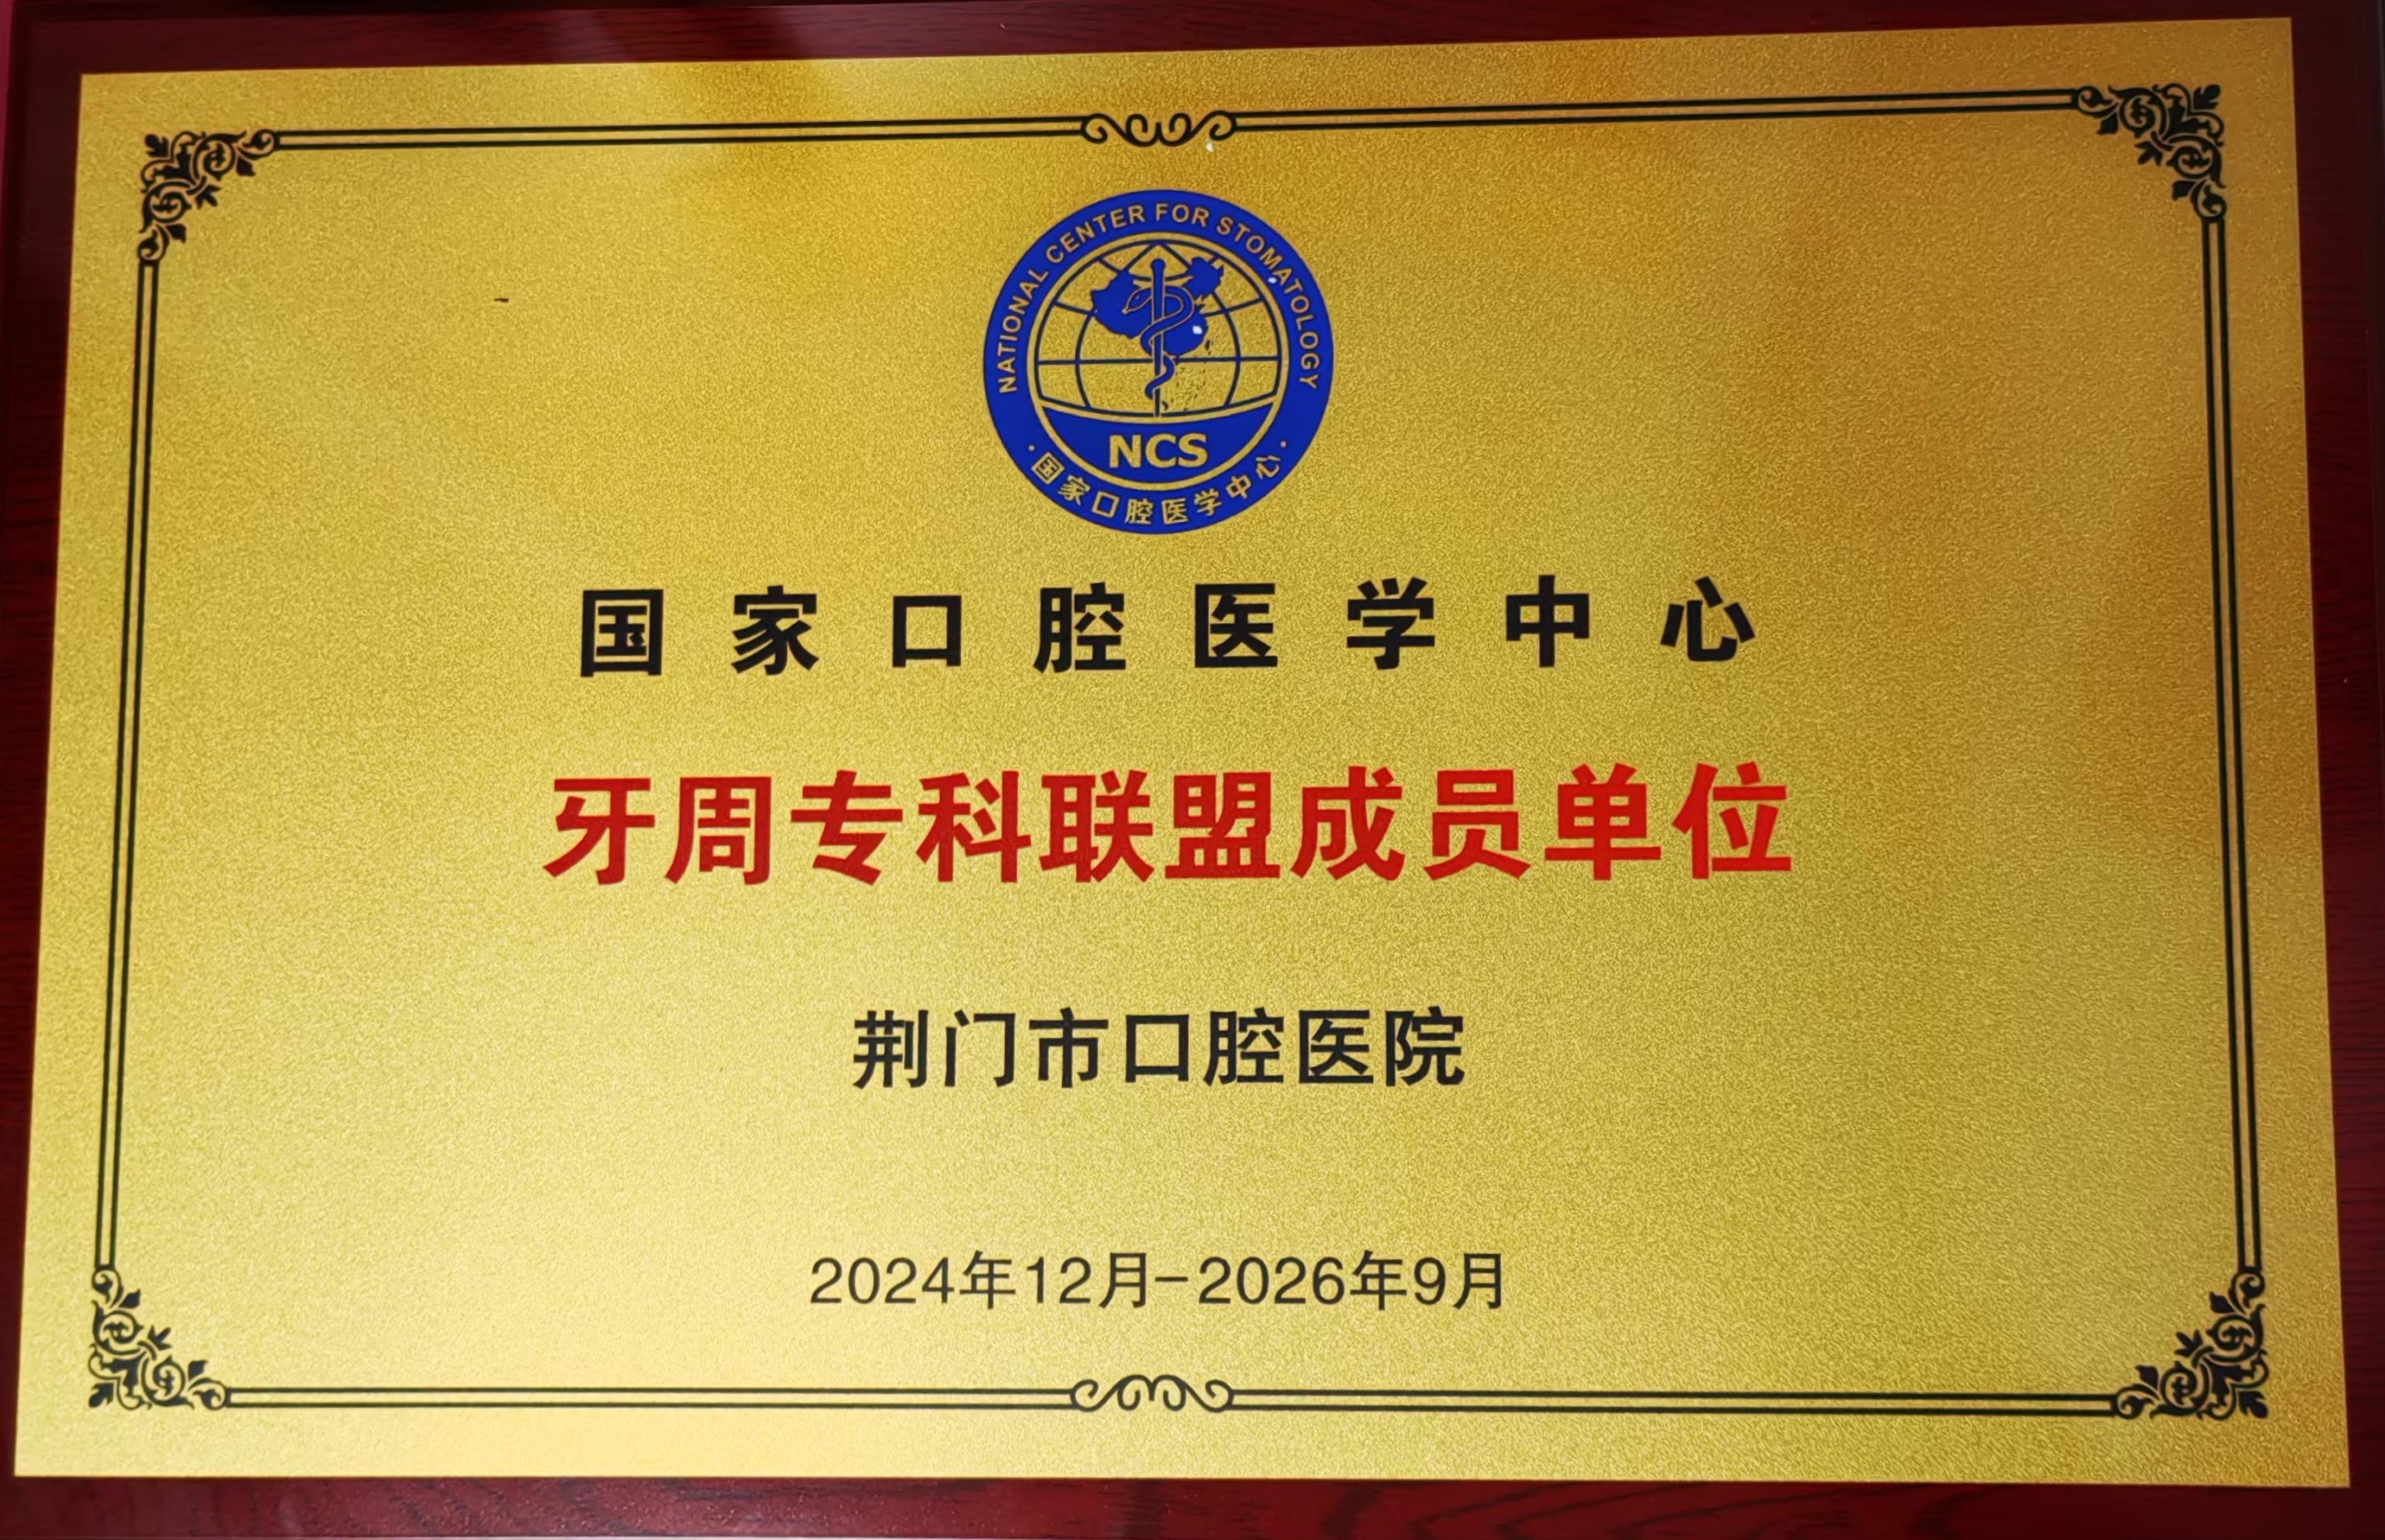 NATIONAL CENTER FOR STOMATOLOGY
NCS
·国家口腔医学中心·
国家口腔医学中心
牙周专科联盟成员单位
荆门市口腔医院
2024年12月-2026年9月